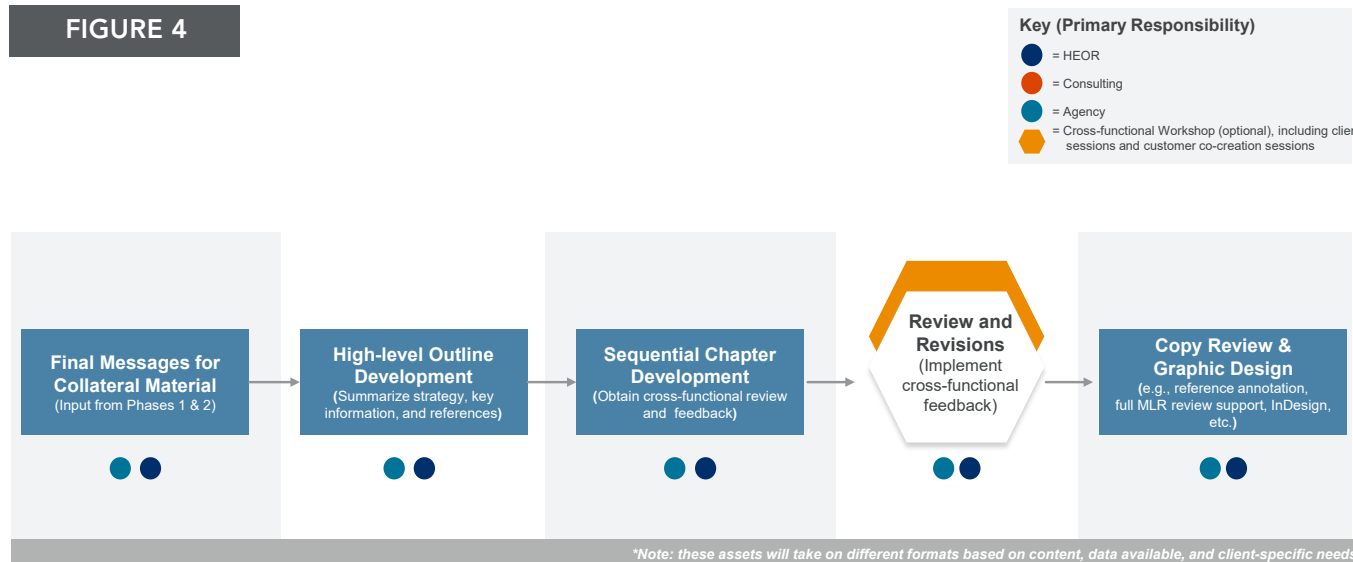 FIGURE 4
Key (Primary Responsibility)
= HEOR
= Consulting
= Agency
= Cross-functional Workshop (optional), including
sessions and customer co-creation sessions
Final Messages for
Collateral Material
(Input from Phases 1 & 2)
High-level Outline
Development
(Summarize strategy, key
information, and references)
Sequential Chapter
Development
(Obtain cross-functional review
and feedback)
Review and
Revisions
(Implement
cross-functional
feedback)
Copy Review &
Graphic Design
(e.g., reference annotation,
full MLR review support, InDesign,
etc.)
*Note: these assets will take on different formats based on content, data available, and client-specific needs